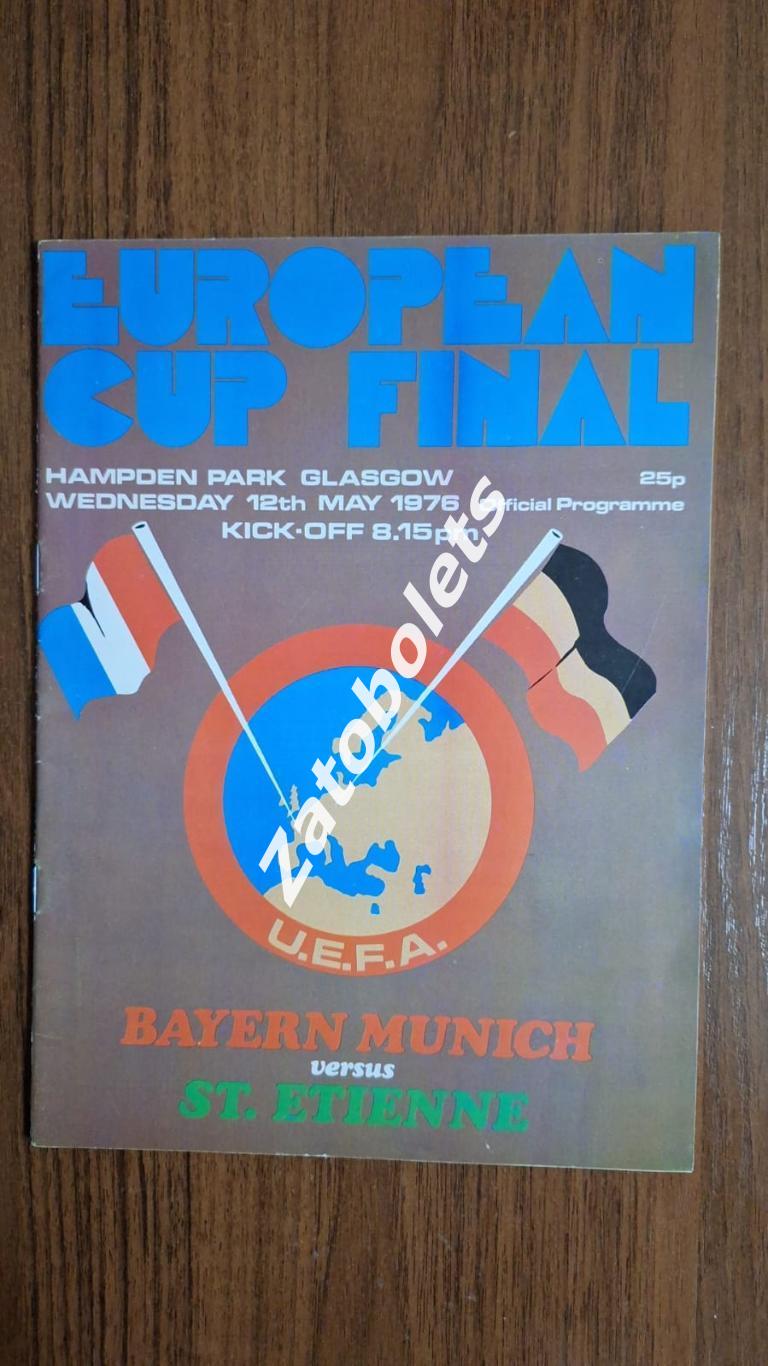 EUROPEAN
CUP FINAL
HAMPDEN PARK GLASGOW 25p
WEDNESDAY 12th MAY 1976 Official Programme
KICK-OFF 8.15pm
Zatobolets
U.E.F.A.
BAYERN MUNICH
versus
ST. ETIENNE